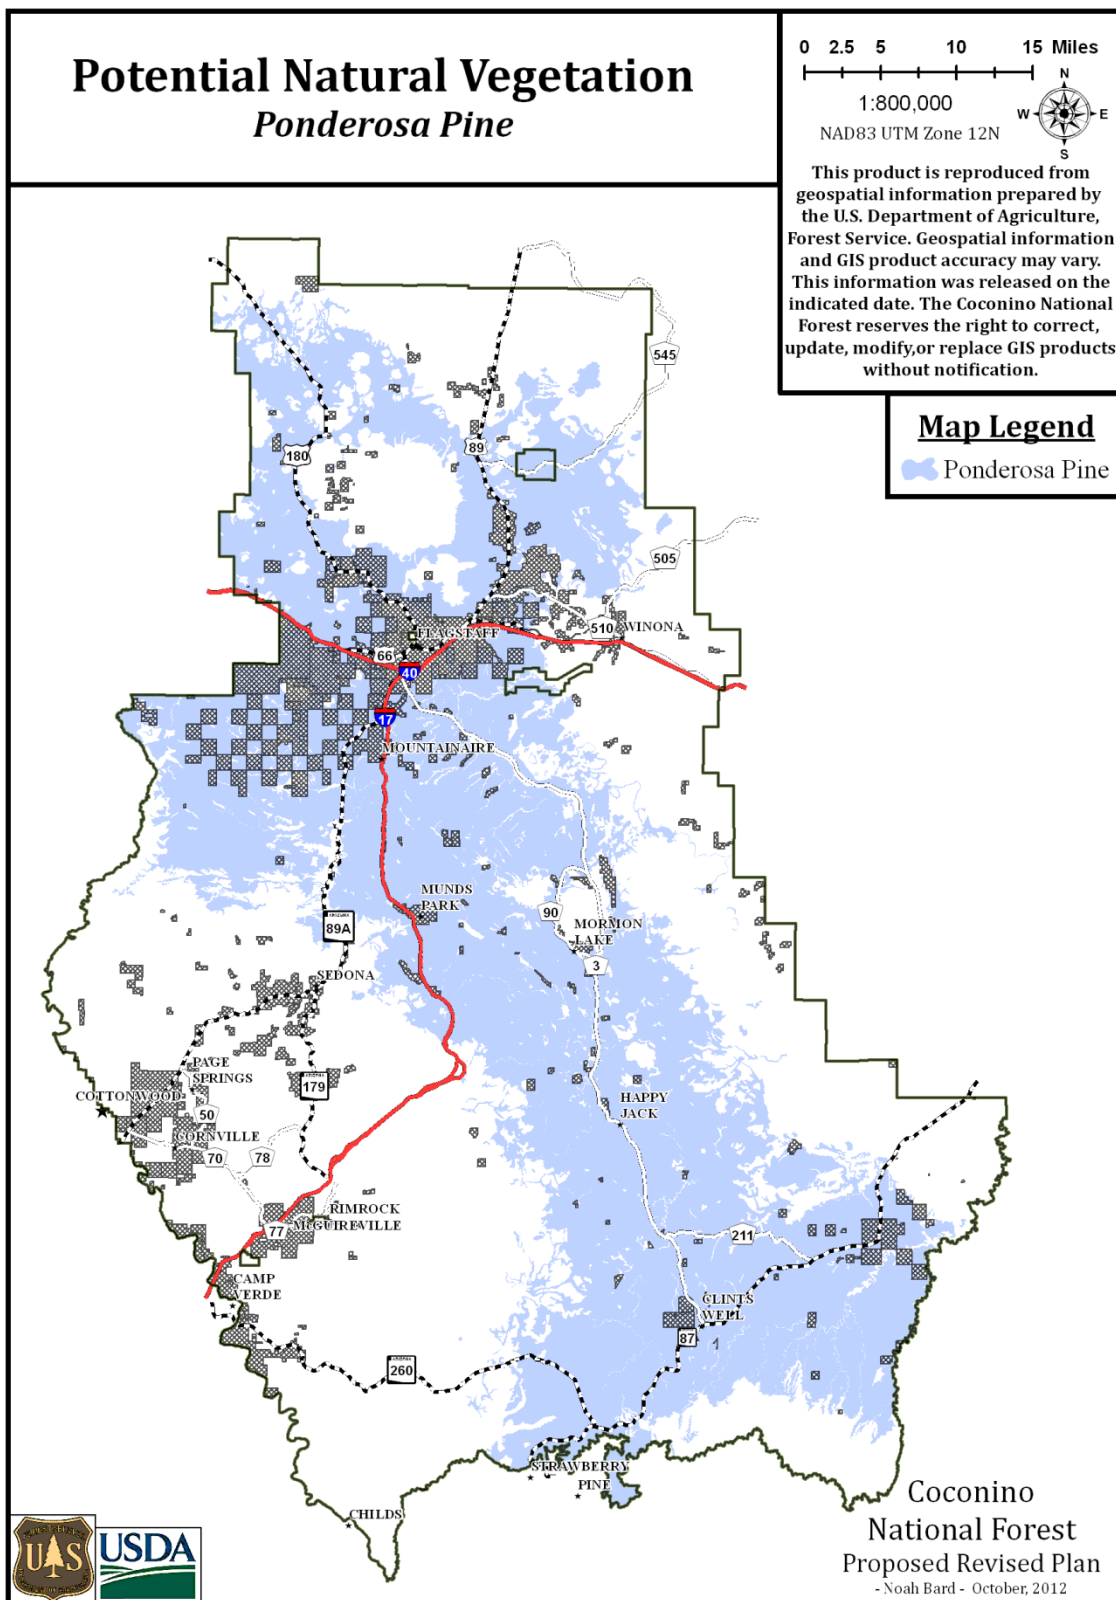 Potential Natural Vegetation
Ponderosa Pine
0 2.5 5 10 15 Miles
1:800,000
NAD83 UTM Zone 12N
N
W E
S
This product is reproduced from
geospatial information prepared by
the U.S. Department of Agriculture,
Forest Service. Geospatial information
and GIS product accuracy may vary.
This information was released on the
indicated date. The Coconino National
Forest reserves the right to correct,
update, modify,or replace GIS products
without notification.
Map Legend
Ponderosa Pine
545
180
89
505
510
WINONA
FLAGSTAFF
66
40
17
MOUNTAINAIRE
MUNDS
PARK
90
MORMON
LAKE
89A
3
SEDONA
PAGE
SPRINGS
179
COTTONWOOD
50
HAPPY
JACK
CORNVILLE
70
78
RIMROCK
MCGUIREVILLE
77
211
CAMP
VERDE
CLINTS
WELL
87
260
STRAWBERRY
PINE
CHILDS
Coconino
National Forest
Proposed Revised Plan
- Noah Bard - October, 2012
US
USDA